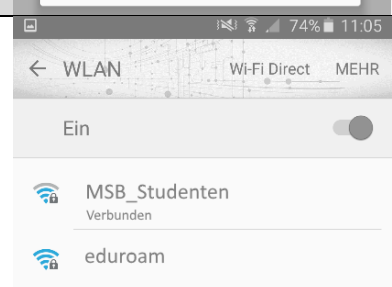 74% 11:05
WLAN Wi-Fi Direct MEHR
Ein
MSB_Studenten
Verbunden
eduroam